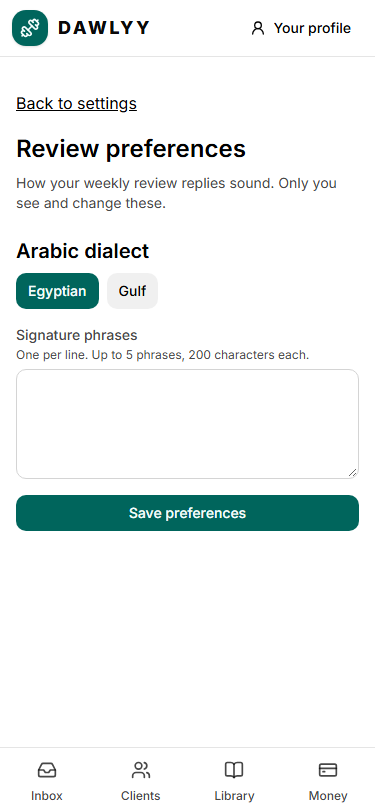 DAWLYY
Your profile
Back to settings
Review preferences
How your weekly review replies sound. Only you
see and change these.
Arabic dialect
Egyptian
Gulf
Signature phrases
One per line. Up to 5 phrases, 200 characters each.
Save preferences
Inbox
Clients
Library
Money